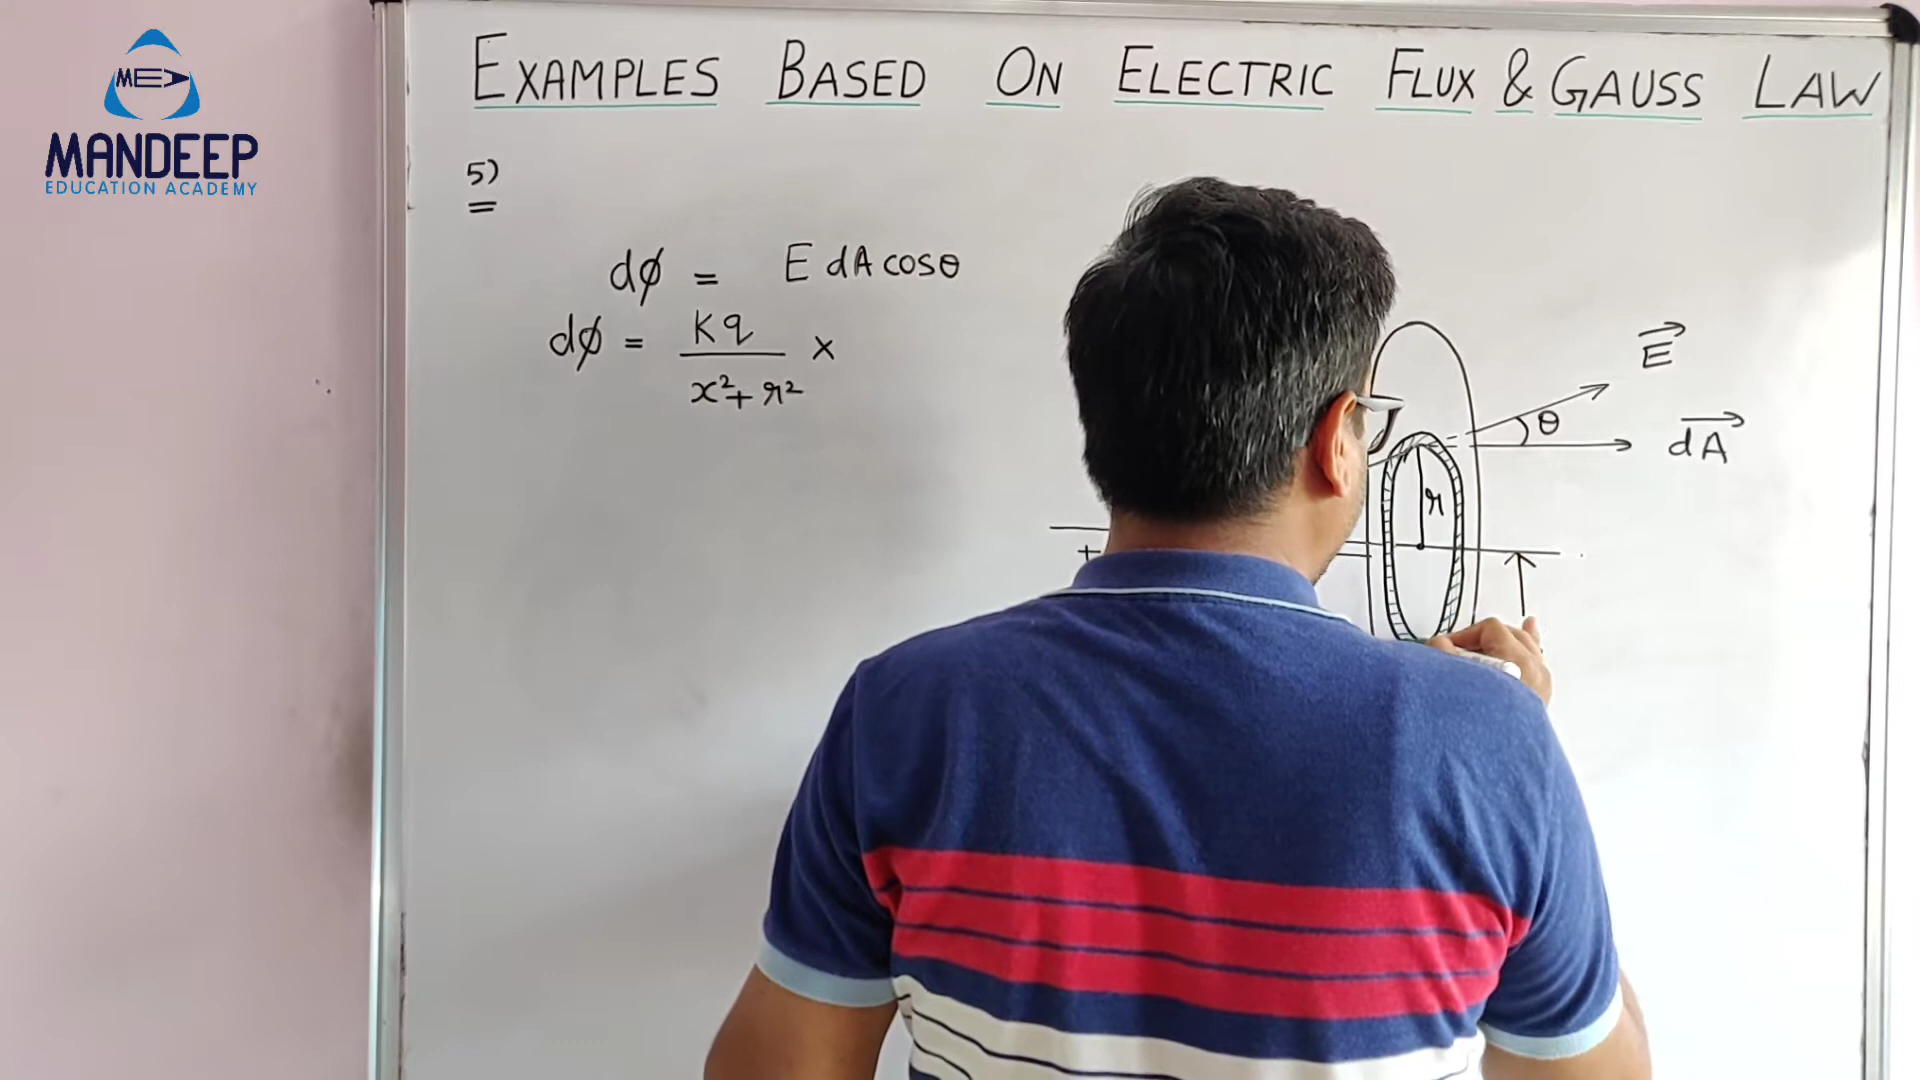 MEA
MANDEEP
EDUCATION ACADEMY
EXAMPLES BASED ON ELECTRIC FLUX & GAUSS LAW
5)
dφ = E dA cosθ
dφ = Kq / x² + r² ×
E
θ
dA
r
+